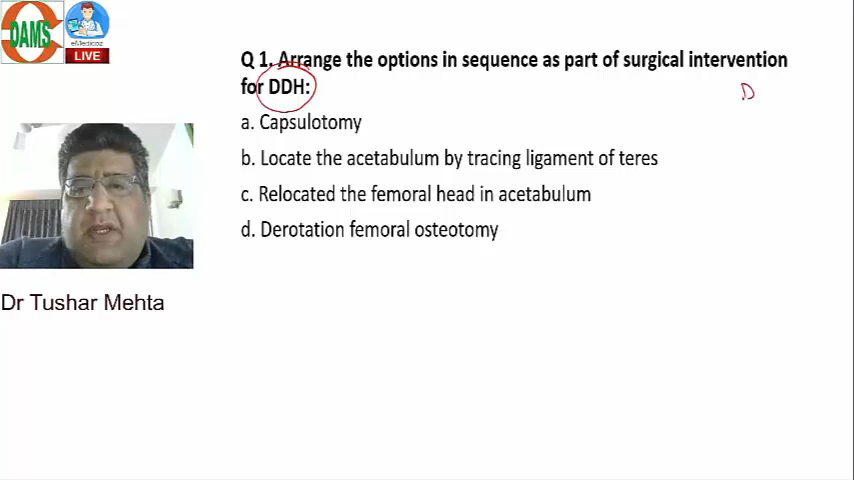 DAMS
eMedicoz
LIVE
Q 1. Arrange the options in sequence as part of surgical intervention
for DDH:
D
a. Capsulotomy
b. Locate the acetabulum by tracing ligament of teres
c. Relocated the femoral head in acetabulum
d. Derotation femoral osteotomy
Dr Tushar Mehta